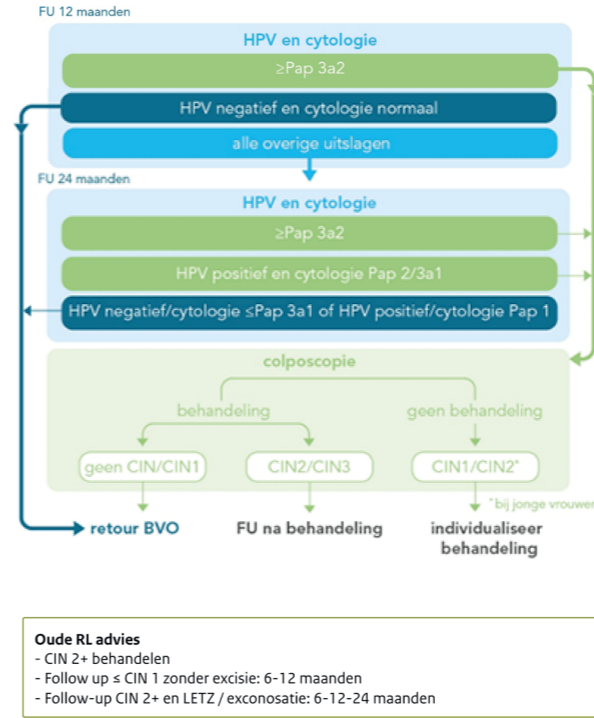 FU 12 maanden
HPV en cytologie
≥Pap 3a2
HPV negatief en cytologie normaal
alle overige uitslagen
FU 24 maanden
HPV en cytologie
≥Pap 3a2
HPV positief en cytologie Pap 2/3a1
HPV negatief/cytologie ≤Pap 3a1 of HPV positief/cytologie Pap 1
colposcopie
behandeling
geen behandeling
geen CIN/CIN1
CIN2/CIN3
CIN1/CIN2*
*bij jonge vrouwen
retour BVO
FU na behandeling
individualiseer
behandeling
Oude RL advies
- CIN 2+ behandelen
- Follow up ≤ CIN 1 zonder excisie: 6-12 maanden
- Follow-up CIN 2+ en LETZ / exconosatie: 6-12-24 maanden